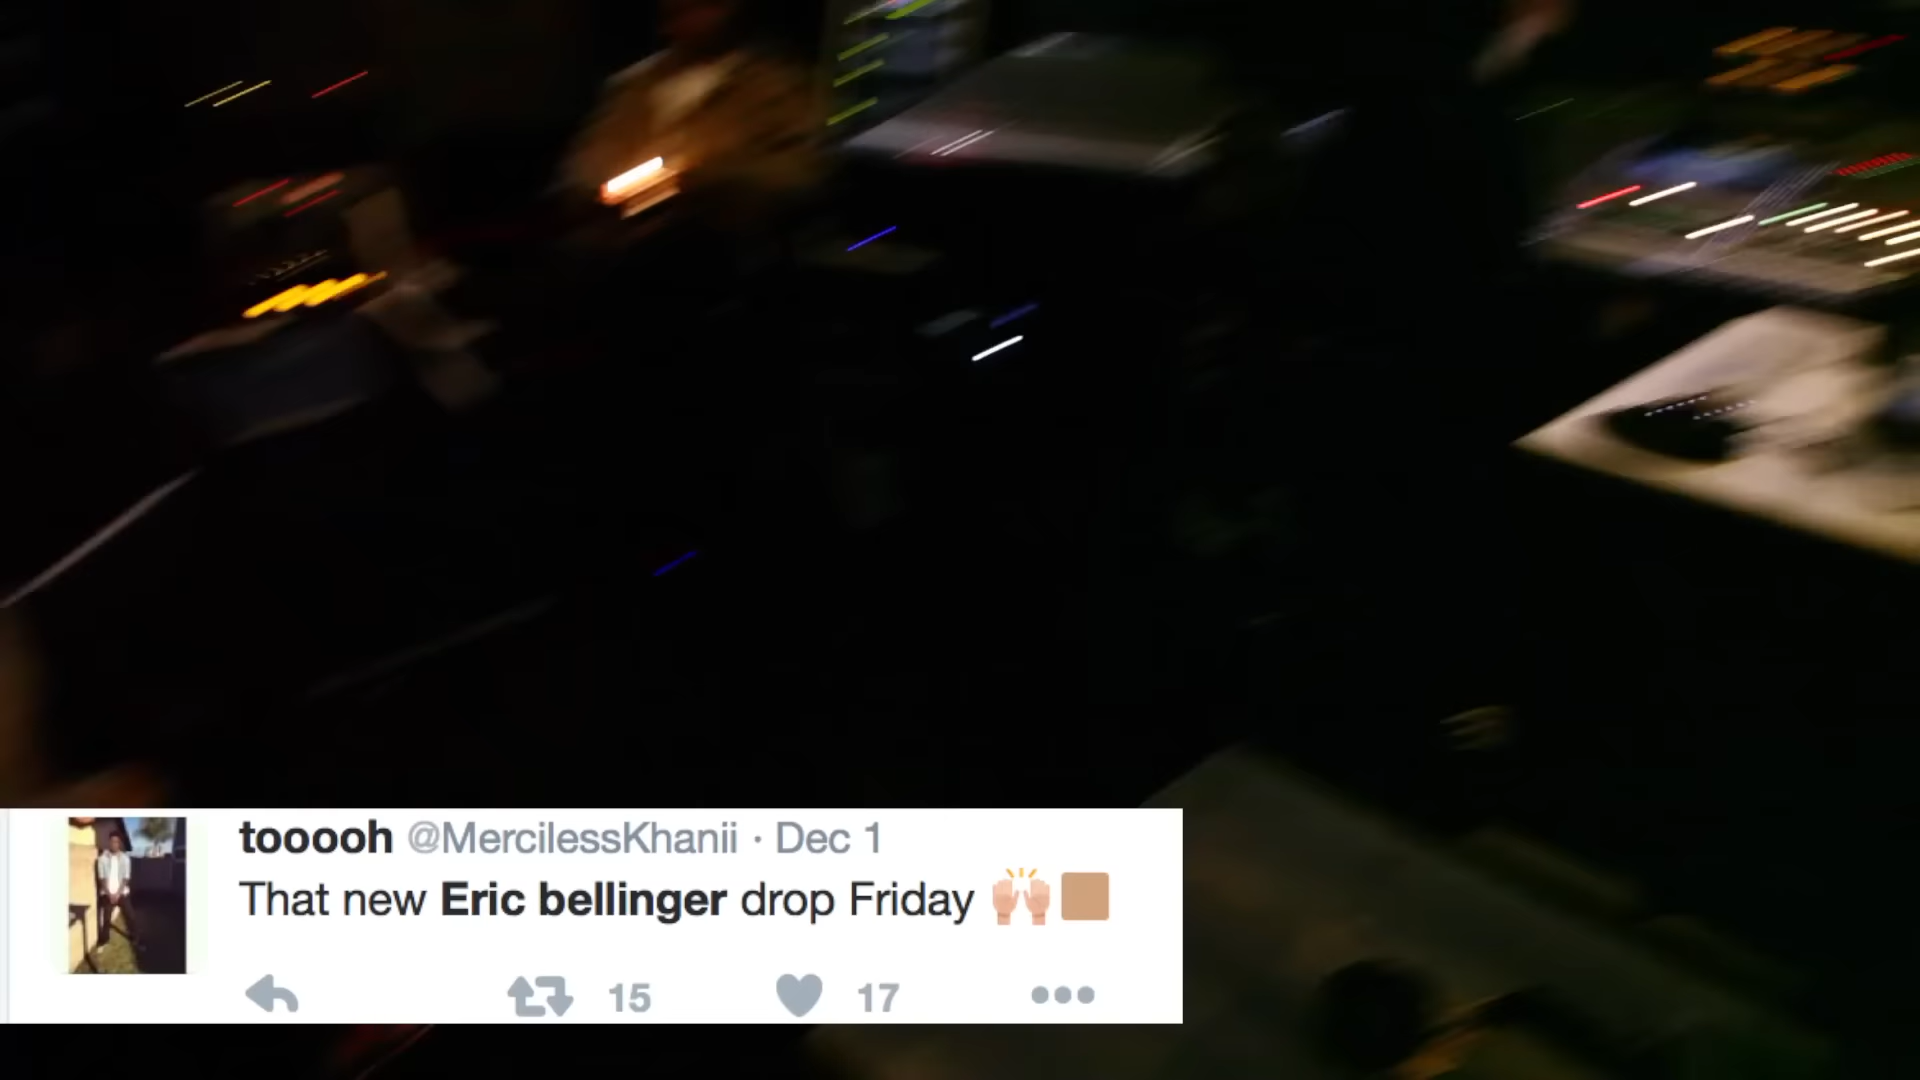 tooooh @MercilessKhanii · Dec 1
That new Eric bellinger drop Friday 🙌🏼
15 17